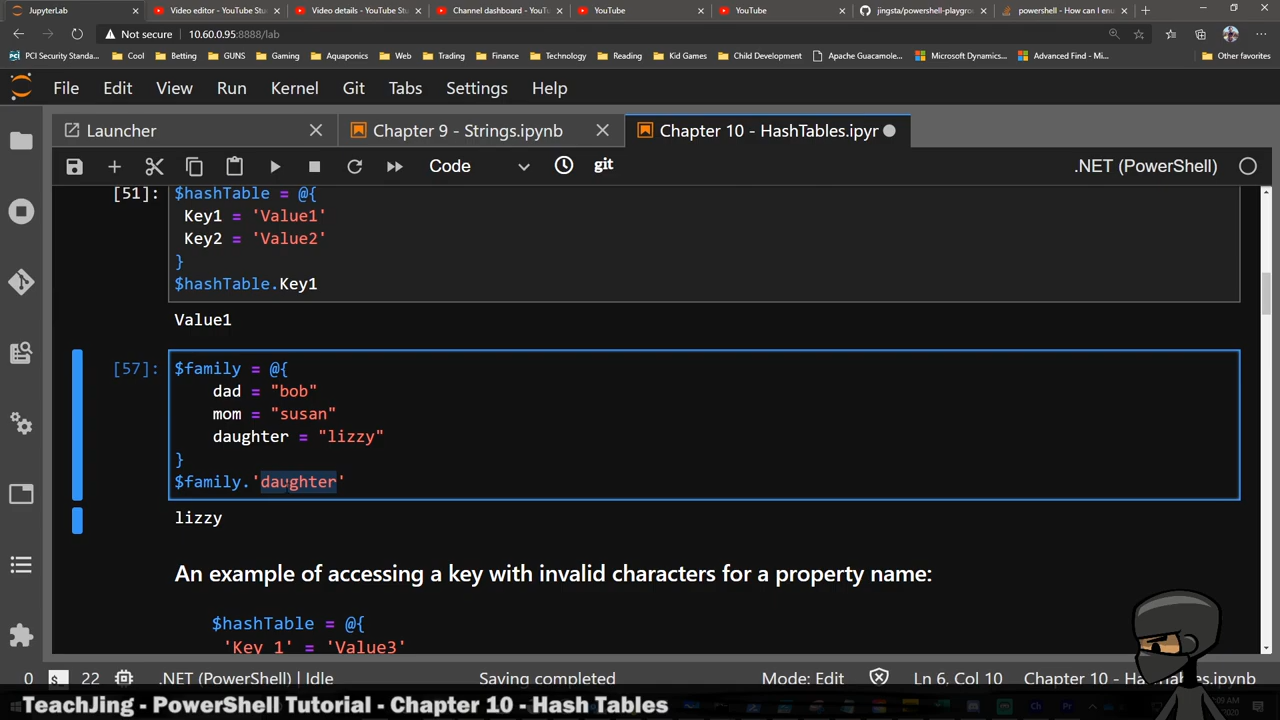 JupyterLab
Video editor - YouTube Stu
Video details - YouTube Stu
Channel dashboard - YouTu
YouTube
YouTube
jingsta/powershell-playgrou
powershell - How can I enu
Not secure
10.60.0.95:8888/lab
PCI Security Standa...
Cool
Betting
GUNS
Gaming
Aquaponics
Web
Trading
Finance
Technology
Reading
Kid Games
Child Development
Apache Guacamole...
Microsoft Dynamics...
Advanced Find - Mi...
Other favorites
File Edit View Run Kernel Git Tabs Settings Help
Launcher
Chapter 9 - Strings.ipynb
Chapter 10 - HashTables.ipyr
Code
git
.NET (PowerShell)
[51]:
$hashTable = @{
Key1 = 'Value1'
Key2 = 'Value2'
}
$hashTable.Key1
Value1
[57]:
$family = @{
dad = "bob"
mom = "susan"
daughter = "lizzy"
}
$family.'daughter'
lizzy
An example of accessing a key with invalid characters for a property name:
$hashTable = @{
'Key 1' = 'Value3'
0
22
.NET (PowerShell) | Idle
Saving completed
Mode: Edit
Ln 6, Col 10
Chapter 10 - HashTables.ipynb
TeachJing - PowerShell Tutorial - Chapter 10 - Hash Tables